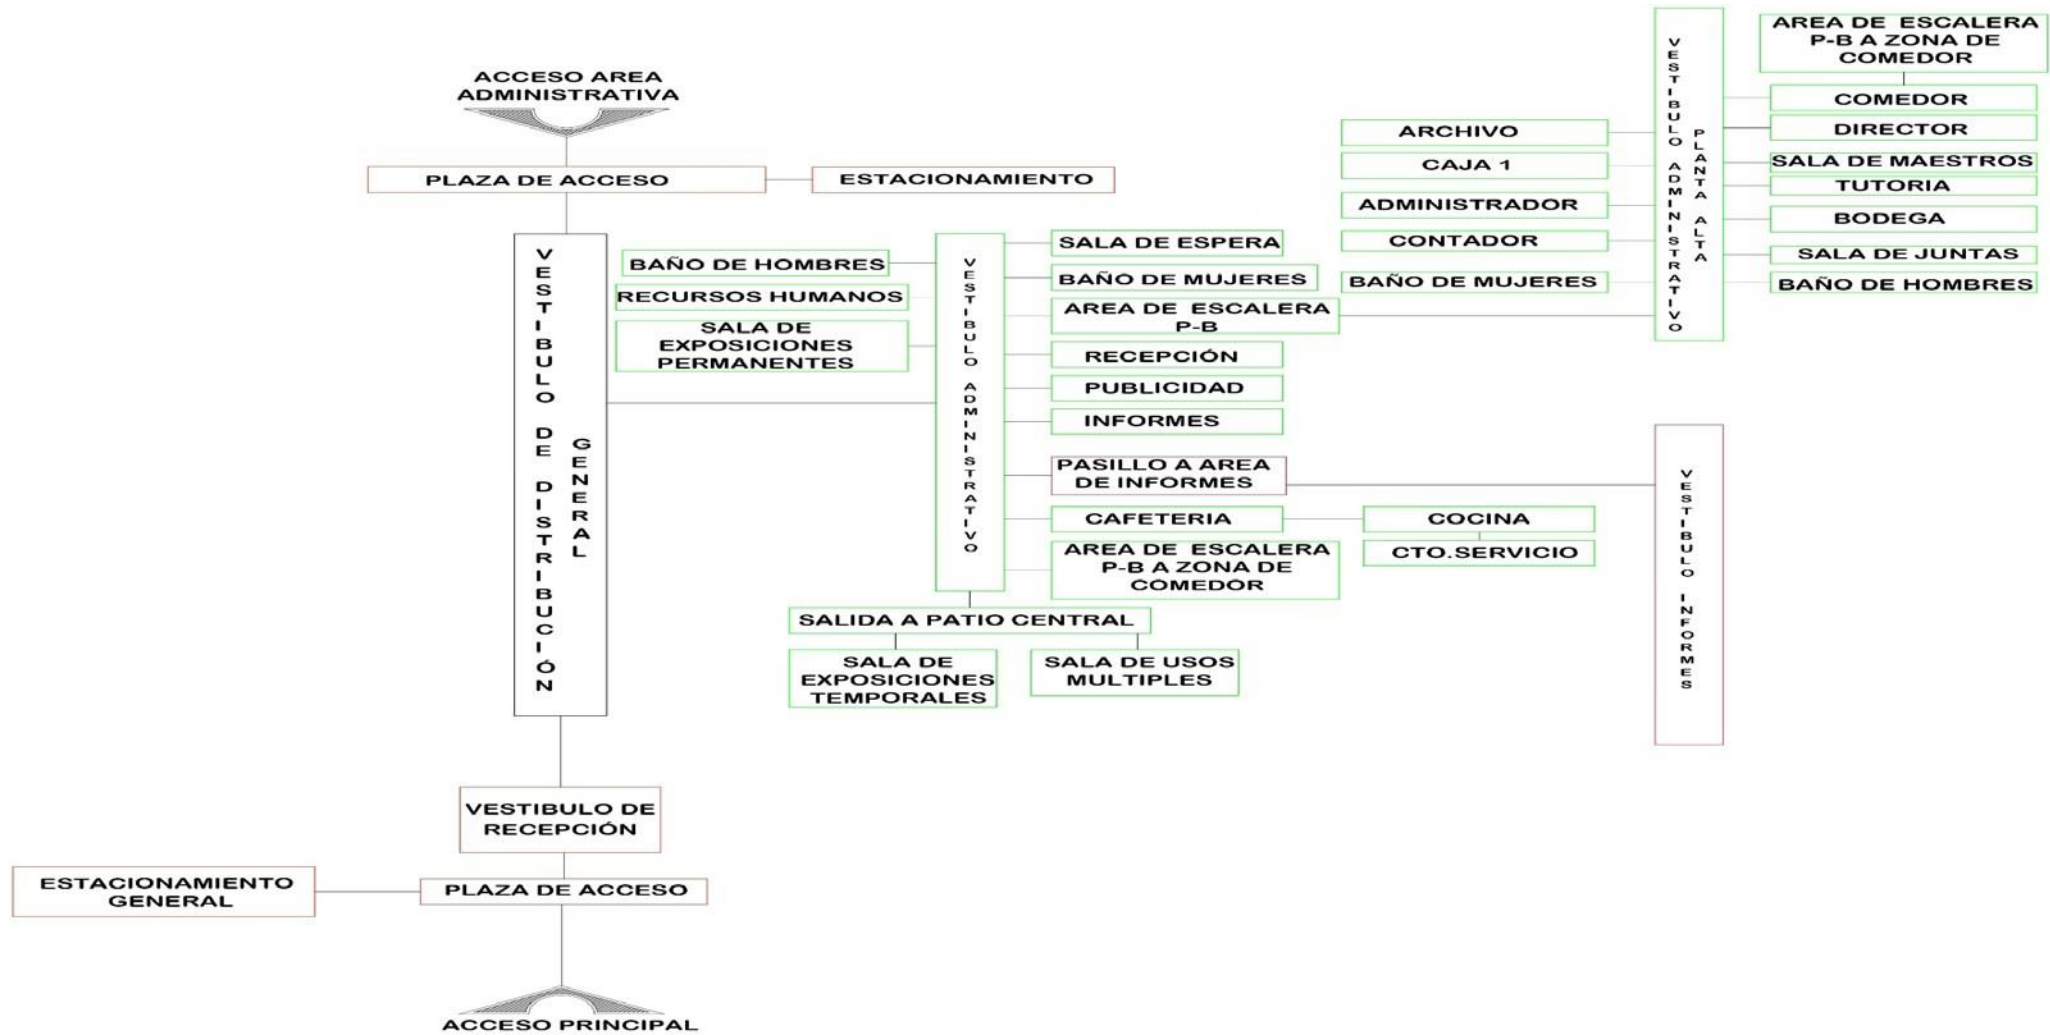 ACCESO AREA
ADMINISTRATIVA
PLAZA DE ACCESO
ESTACIONAMIENTO
VESTIBULO DE DISTRIBUCIÓN
GENERAL
BAÑO DE HOMBRES
RECURSOS HUMANOS
SALA DE
EXPOSICIONES
PERMANENTES
VESTIBULO ADMINISTRATIVO
SALA DE ESPERA
BAÑO DE MUJERES
AREA DE ESCALERA
P-B
RECEPCIÓN
PUBLICIDAD
INFORMES
PASILLO A AREA
DE INFORMES
CAFETERIA
COCINA
CTO.SERVICIO
AREA DE ESCALERA
P-B A ZONA DE
COMEDOR
SALIDA A PATIO CENTRAL
SALA DE
EXPOSICIONES
TEMPORALES
SALA DE USOS
MULTIPLES
ARCHIVO
CAJA 1
ADMINISTRADOR
CONTADOR
BAÑO DE MUJERES
VESTIBULO ADMINISTRATIVO
PLANTA ALTA
AREA DE ESCALERA
P-B A ZONA DE
COMEDOR
COMEDOR
DIRECTOR
SALA DE MAESTROS
TUTORIA
BODEGA
SALA DE JUNTAS
BAÑO DE HOMBRES
VESTIBULO INFORMES
VESTIBULO DE
RECEPCIÓN
ESTACIONAMIENTO
GENERAL
PLAZA DE ACCESO
ACCESO PRINCIPAL